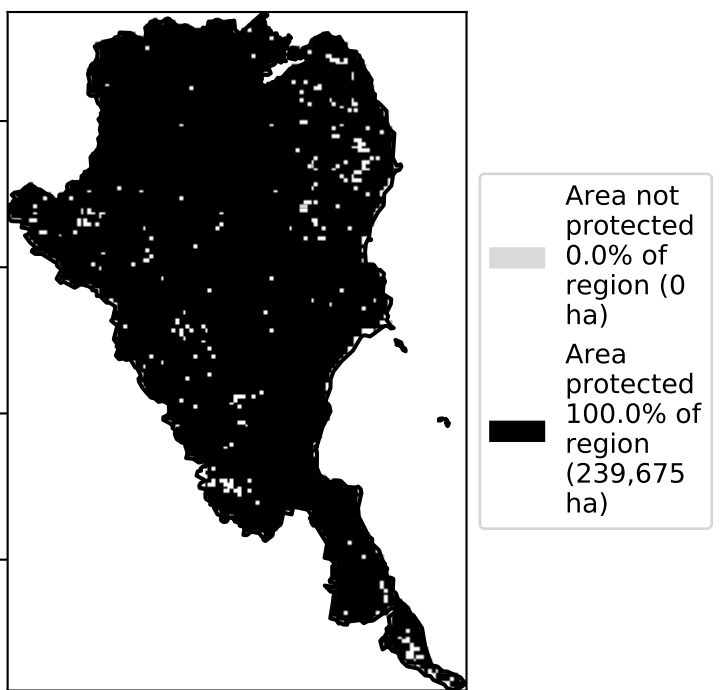 Area not
protected
0.0% of
region (0
ha)
Area
protected
100.0% of
region
(239,675
ha)